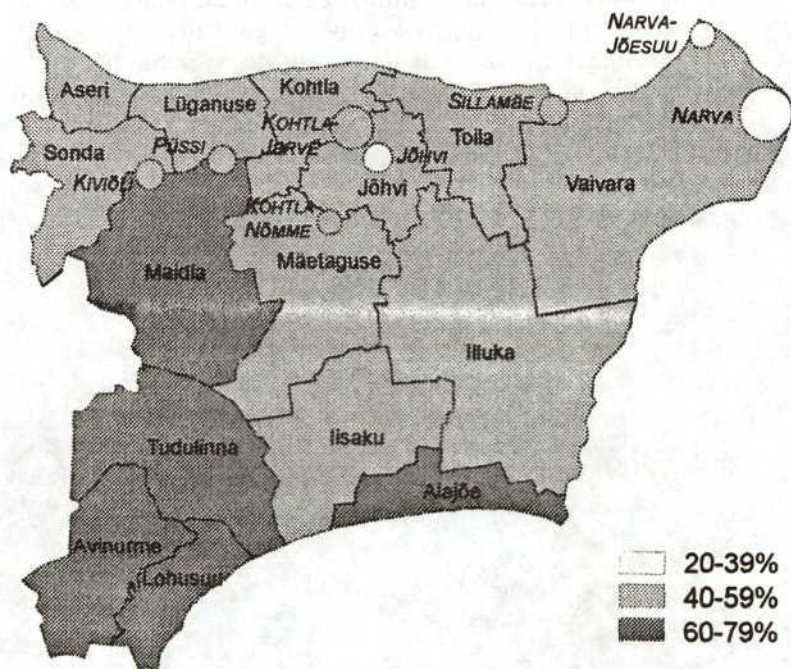 NARVA-
JÕESUU
Aseri
Lüganuse
Kohtla
KOHTLA-
JÄRVE
SILLAMÄE
NARVA
Sonda
PÜSSI
JÕHVI
Toila
KIVIÕLI
Jõhvi
Vaivara
KOHTLA
NÕMME
Maidla
Mäetaguse
Illuka
Tudulinna
Iisaku
Alajõe
Avinurme
Lohusuu
20-39%
40-59%
60-79%